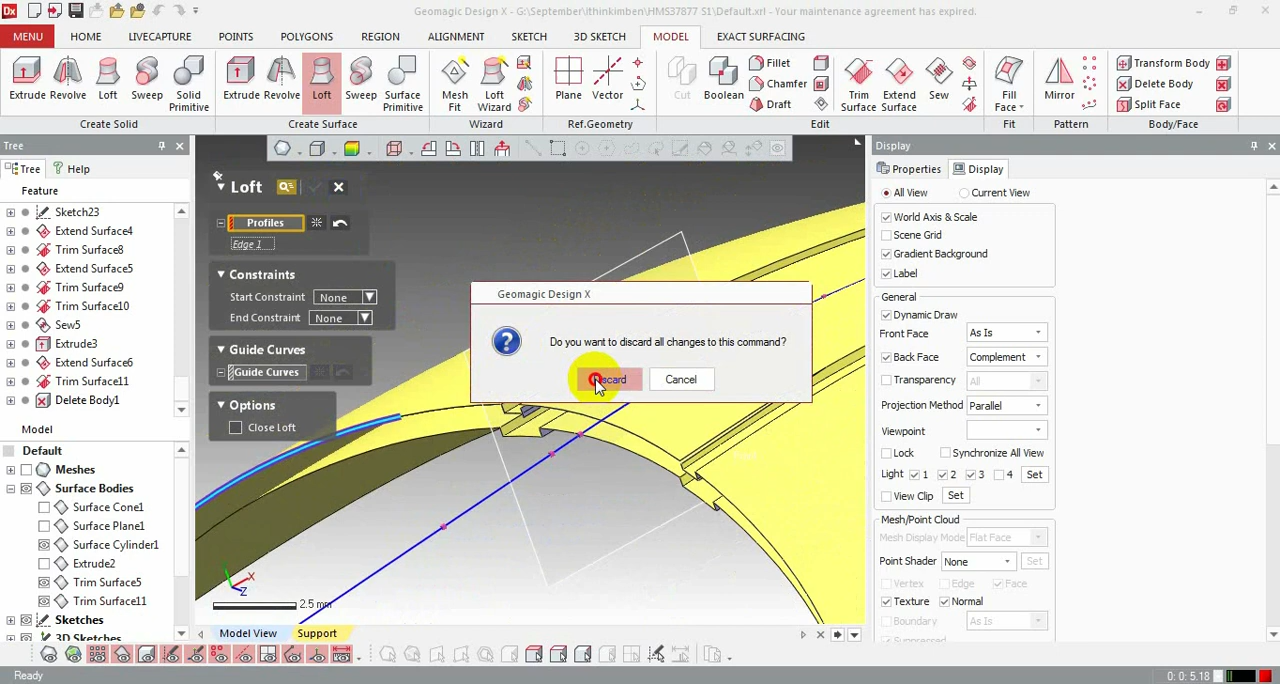 Dx
Geomagic Design X - G:\September\ithinkimben\HMS37877 S1\Default.xrl - Your maintenance agreement has expired.
MENU HOME LIVECAPTURE POINTS POLYGONS REGION ALIGNMENT SKETCH 3D SKETCH MODEL EXACT SURFACING
Extrude Revolve Loft Sweep Solid Primitive
Create Solid
Extrude Revolve Loft Sweep Surface Primitive
Create Surface
Mesh Fit Loft Wizard
Wizard
Plane Vector
Ref.Geometry
Cut Boolean Fillet Chamfer Draft Trim Surface Extend Surface Sew
Edit
Fill Face
Fit
Mirror
Pattern
Transform Body
Delete Body
Split Face
Body/Face
Tree
Tree Help
Feature
Sketch23
Extend Surface4
Trim Surface8
Extend Surface5
Trim Surface9
Trim Surface10
Sew5
Extrude3
Extend Surface6
Trim Surface11
Delete Body1
Model
Default
Meshes
Surface Bodies
Surface Cone1
Surface Plane1
Surface Cylinder1
Extrude2
Trim Surface5
Trim Surface11
Sketches
3D Sketches
Loft
Profiles
Edge 1
Constraints
Start Constraint None
End Constraint None
Guide Curves
Guide Curves
Options
Close Loft
Geomagic Design X
Do you want to discard all changes to this command?
Cancel
X
Z
2.5 mm
Model View Support
Display
Properties Display
All View Current View
World Axis & Scale
Scene Grid
Gradient Background
Label
General
Dynamic Draw
Front Face As Is
Back Face Complement
Transparency All
Projection Method Parallel
Viewpoint
Lock Synchronize All View
Light 1 2 3 4 Set
View Clip Set
Mesh/Point Cloud
Mesh Display Mode Flat Face
Point Shader None Set
Vertex Edge Face
Texture Normal
Boundary As Is
Ready
0: 0: 5.18